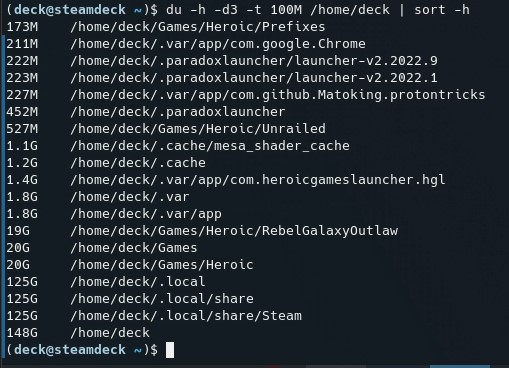 (deck@steamdeck ~)$ du -h -d3 -t 100M /home/deck | sort -h
173M /home/deck/Games/Heroic/Prefixes
211M /home/deck/.var/app/com.google.Chrome
222M /home/deck/.paradoxlauncher/launcher-v2.2022.9
223M /home/deck/.paradoxlauncher/launcher-v2.2022.1
227M /home/deck/.var/app/com.github.Matoking.protontricks
452M /home/deck/.paradoxlauncher
527M /home/deck/Games/Heroic/Unrailed
1.1G /home/deck/.cache/mesa_shader_cache
1.2G /home/deck/.cache
1.4G /home/deck/.var/app/com.heroicgameslauncher.hgl
1.8G /home/deck/.var
1.8G /home/deck/.var/app
19G /home/deck/Games/Heroic/RebelGalaxyOutlaw
20G /home/deck/Games
20G /home/deck/Games/Heroic
125G /home/deck/.local
125G /home/deck/.local/share
125G /home/deck/.local/share/Steam
148G /home/deck
(deck@steamdeck ~)$